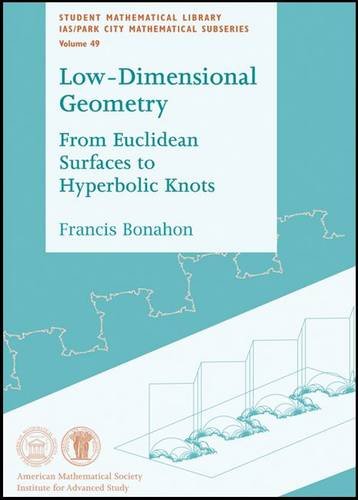 STUDENT MATHEMATICAL LIBRARY
IAS/PARK CITY MATHEMATICAL SUBSERIES
Volume 49
Low-Dimensional
Geometry
From Euclidean
Surfaces to
Hyperbolic Knots
Francis Bonahon
American Mathematical Society
Institute for Advanced Study